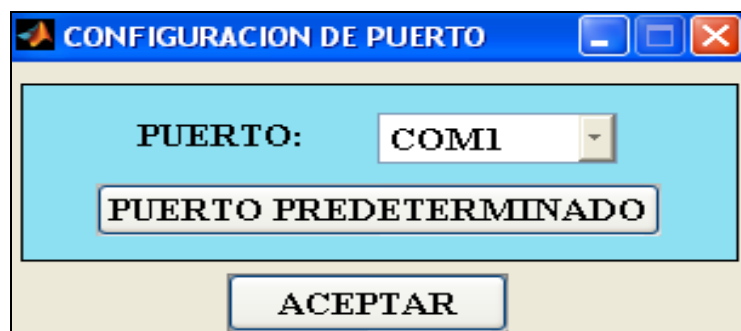 CONFIGURACION DE PUERTO
PUERTO: COM1
PUERTO PREDETERMINADO
ACEPTAR